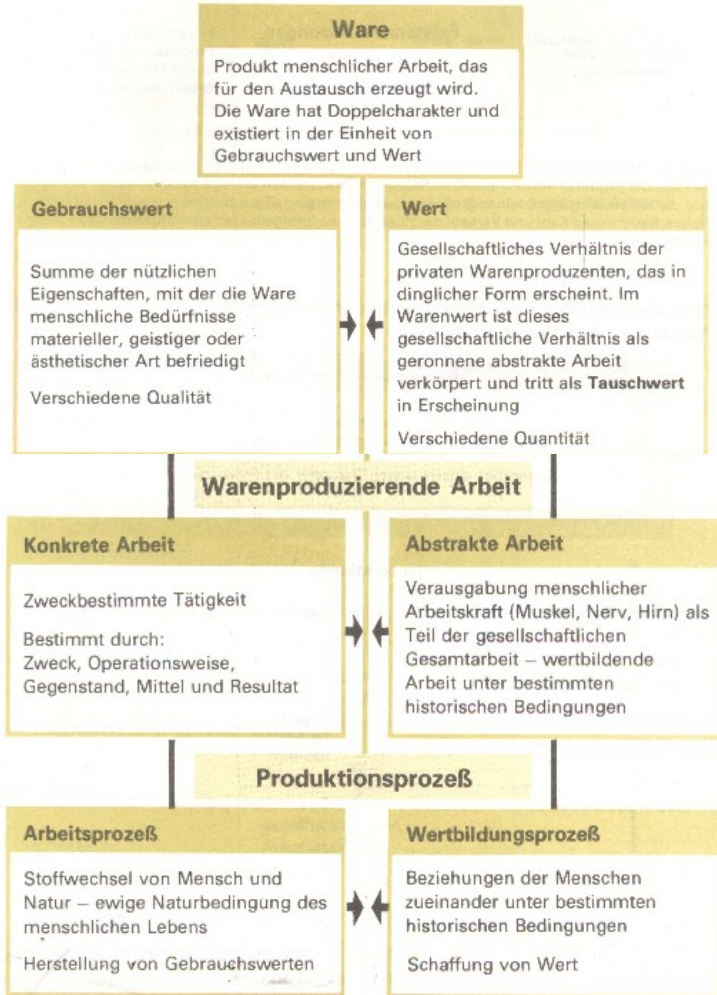 Ware
Produkt menschlicher Arbeit, das
für den Austausch erzeugt wird.
Die Ware hat Doppelcharakter und
existiert in der Einheit von
Gebrauchswert und Wert
Gebrauchswert
Summe der nützlichen
Eigenschaften, mit der die Ware
menschliche Bedürfnisse
materieller, geistiger oder
ästhetischer Art befriedigt
Verschiedene Qualität
Wert
Gesellschaftliches Verhältnis der
privaten Warenproduzenten, das in
dinglicher Form erscheint. Im
Warenwert ist dieses
gesellschaftliche Verhältnis als
geronnene abstrakte Arbeit
verkörpert und tritt als Tauschwert
in Erscheinung
Verschiedene Quantität
Warenproduzierende Arbeit
Konkrete Arbeit
Zweckbestimmte Tätigkeit
Bestimmt durch:
Zweck, Operationsweise,
Gegenstand, Mittel und Resultat
Abstrakte Arbeit
Verausgabung menschlicher
Arbeitskraft (Muskel, Nerv, Hirn) als
Teil der gesellschaftlichen
Gesamtarbeit – wertbildende
Arbeit unter bestimmten
historischen Bedingungen
Produktionsprozeß
Arbeitsprozeß
Stoffwechsel von Mensch und
Natur – ewige Naturbedingung des
menschlichen Lebens
Herstellung von Gebrauchswerten
Wertbildungsprozeß
Beziehungen der Menschen
zueinander unter bestimmten
historischen Bedingungen
Schaffung von Wert